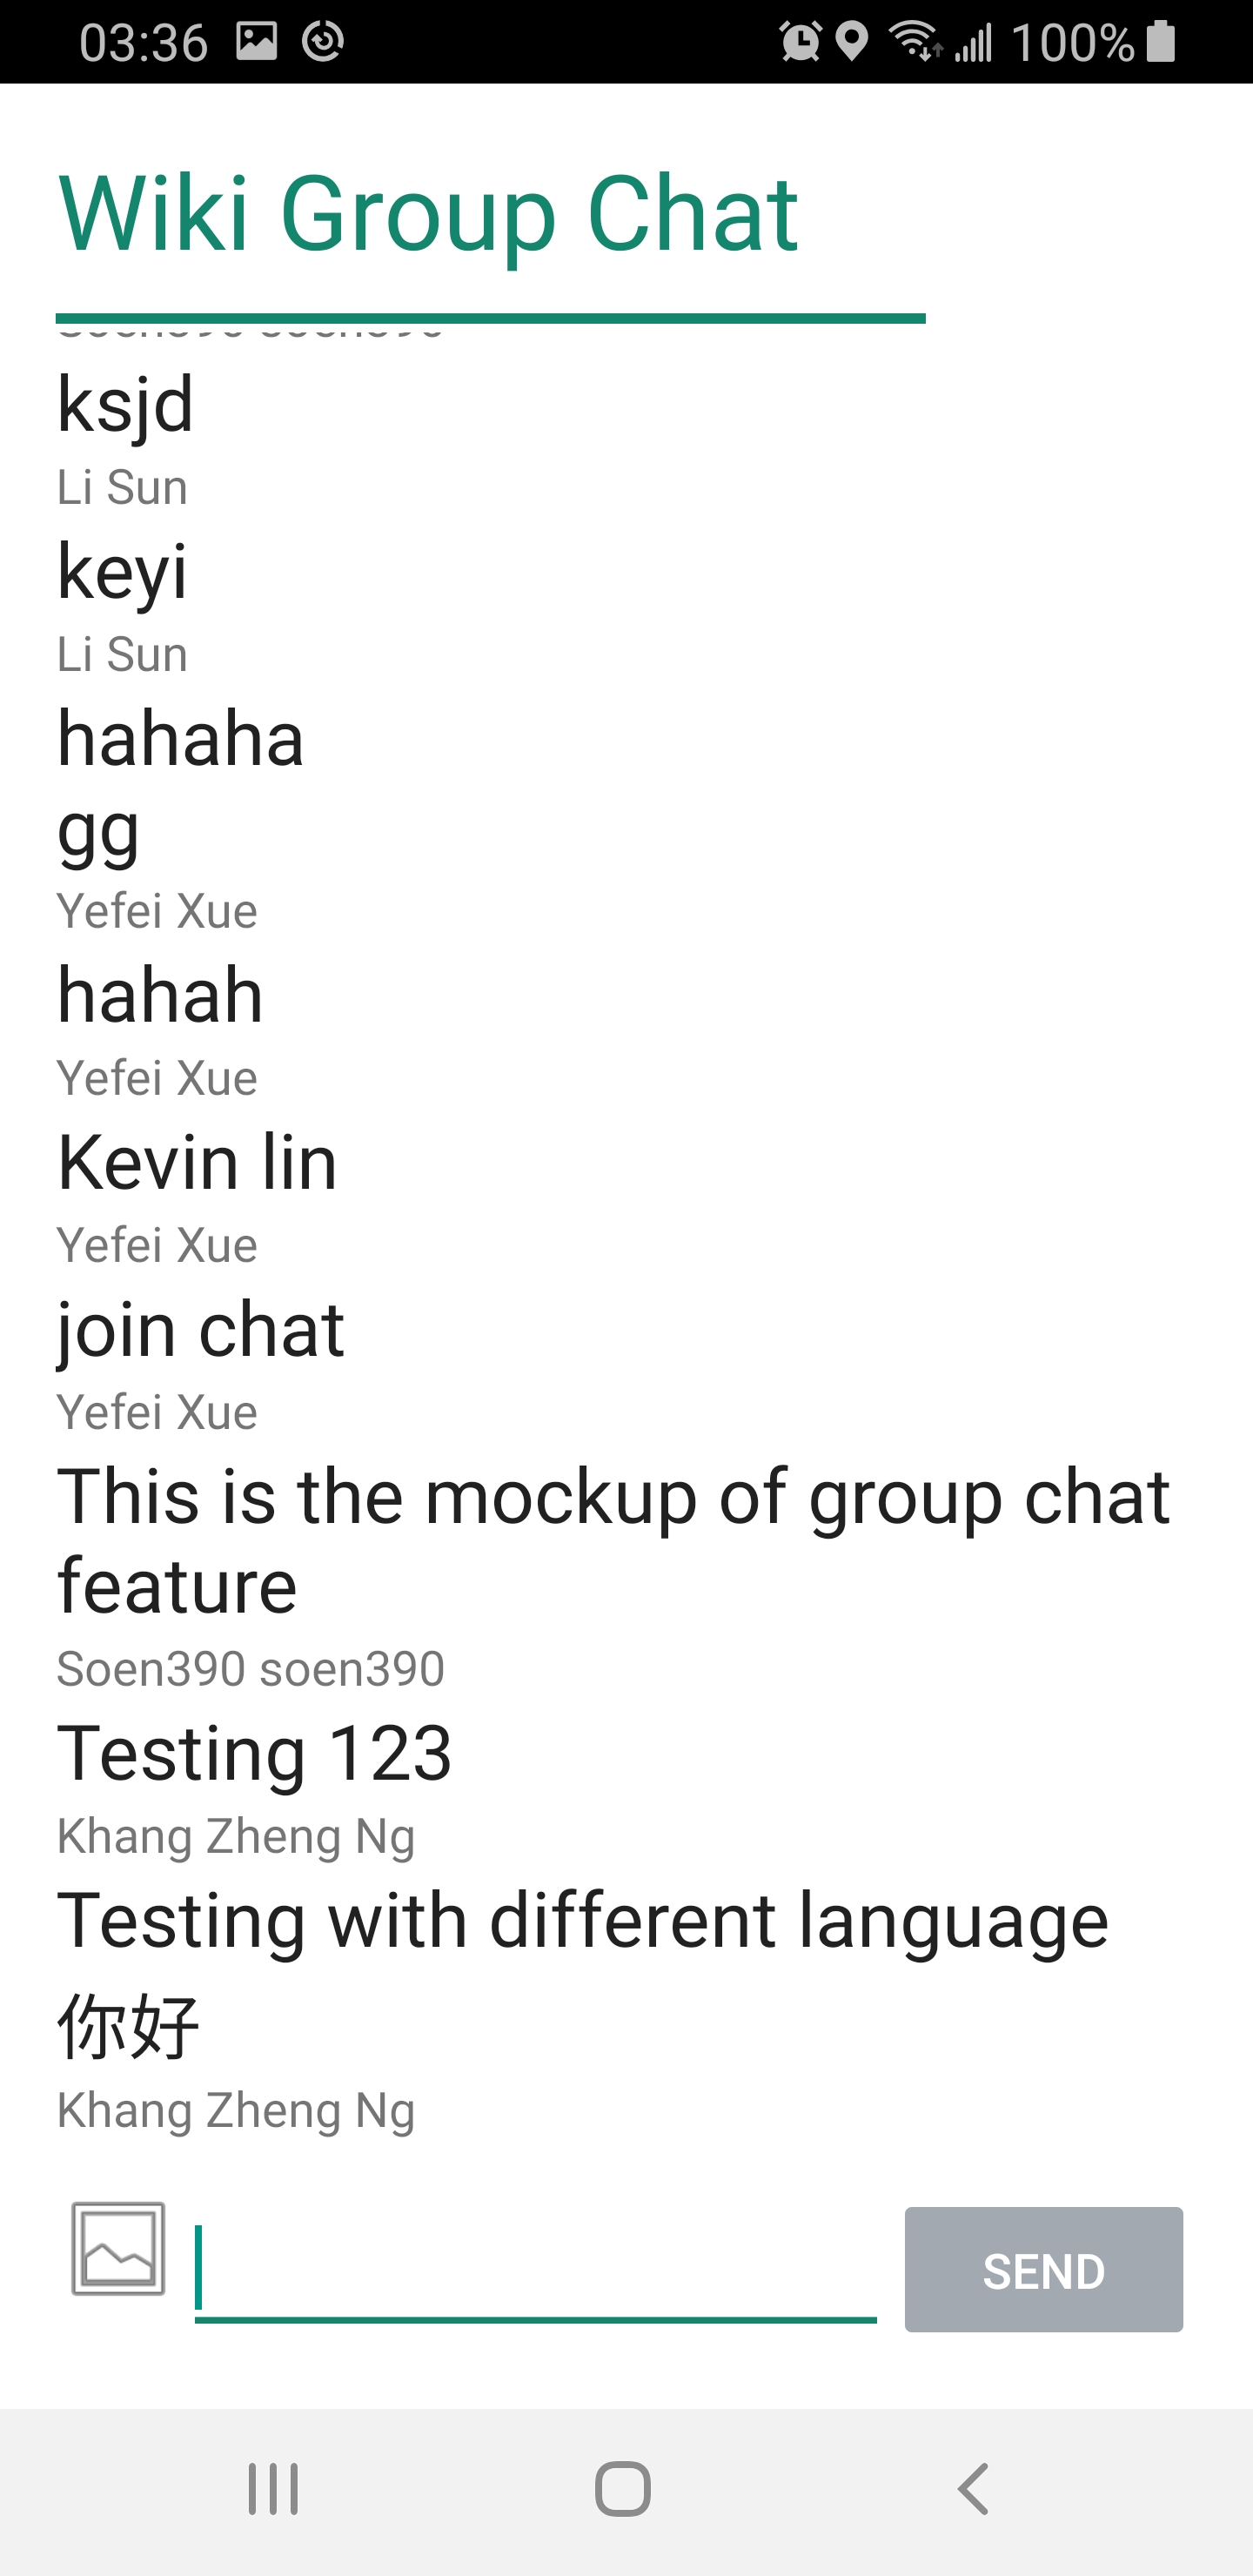 03:36
100%
Wiki Group Chat
ksjd
Li Sun
keyi
Li Sun
hahaha
gg
Yefei Xue
hahah
Yefei Xue
Kevin lin
Yefei Xue
join chat
Yefei Xue
This is the mockup of group chat
feature
Soen390 soen390
Testing 123
Khang Zheng Ng
Testing with different language
你好
Khang Zheng Ng
SEND